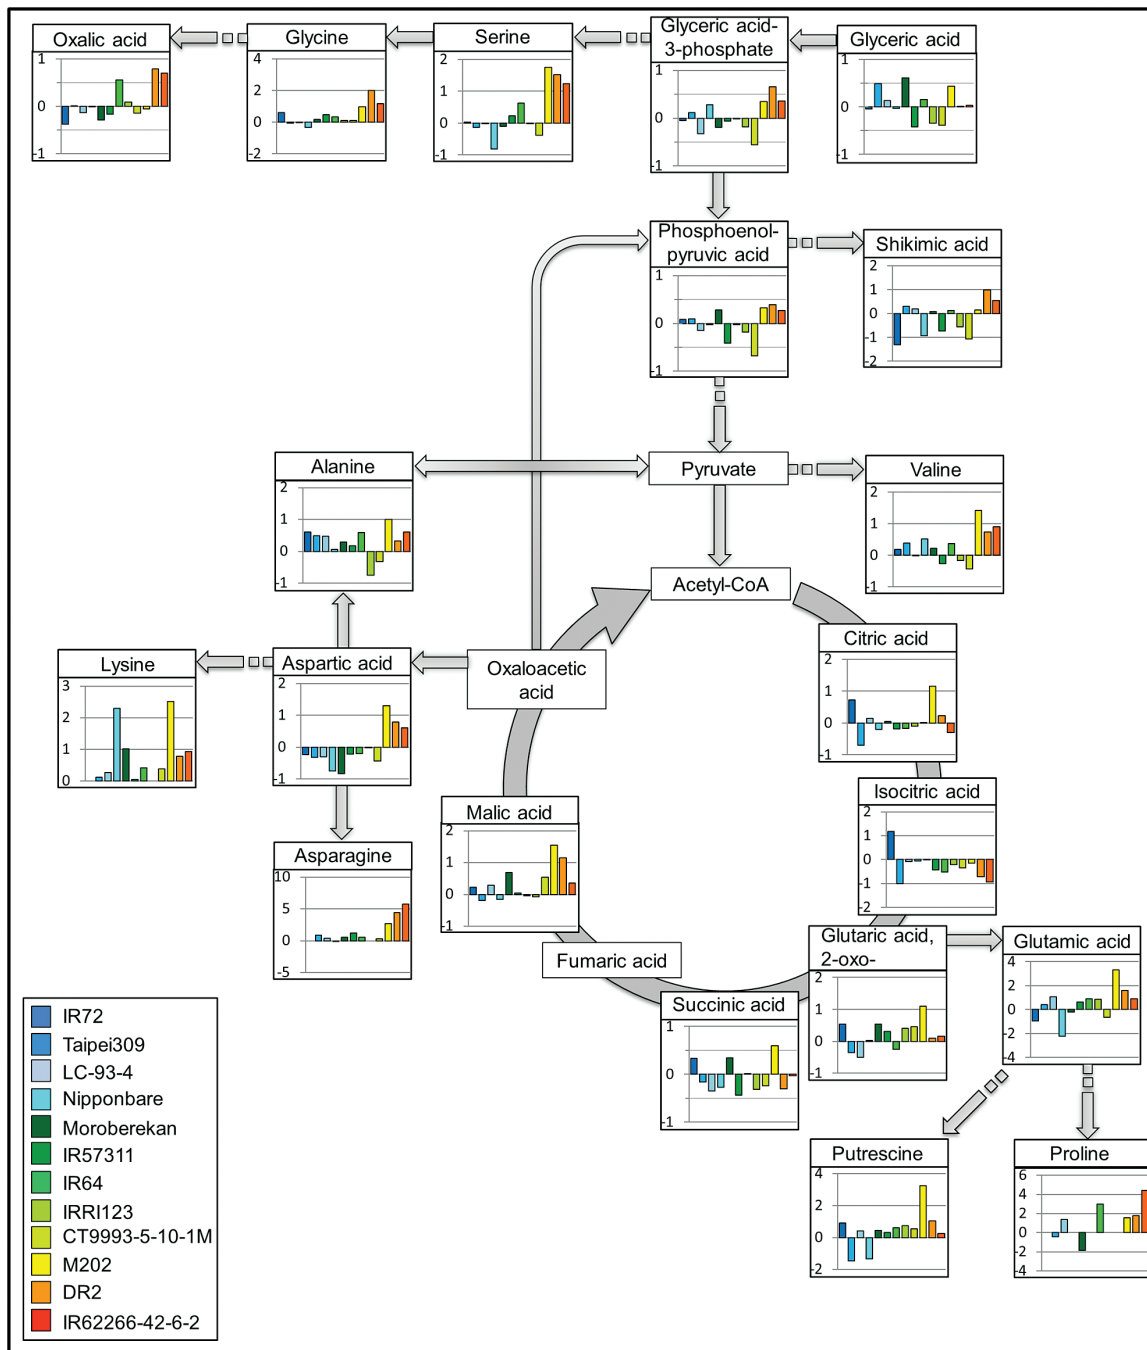 Oxalic acid
1
0
-1
Glycine
4
2
0
-2
Serine
2
1
0
-1
Glyceric acid-
3-phosphate
1
0
-1
Glyceric acid
1
0
-1
Phosphoenol-
pyruvic acid
1
0
-1
Shikimic acid
2
1
0
-1
-2
Alanine
2
1
0
-1
Pyruvate
Valine
2
1
0
-1
Acetyl-CoA
Lysine
3
2
1
0
Aspartic acid
2
1
0
-1
Oxaloacetic
acid
Citric acid
2
1
0
-1
Isocitric acid
2
1
0
-1
-2
Malic acid
2
1
0
-1
Asparagine
10
5
0
-5
Fumaric acid
Succinic acid
1
0
-1
Glutaric acid,
2-oxo-
2
1
0
-1
Glutamic acid
4
2
0
-2
-4
Putrescine
4
2
0
-2
Proline
6
4
2
0
-2
-4
IR72
Taipei309
LC-93-4
Nipponbare
Moroberekan
IR57311
IR64
IRRI123
CT9993-5-10-1M
M202
DR2
IR62266-42-6-2